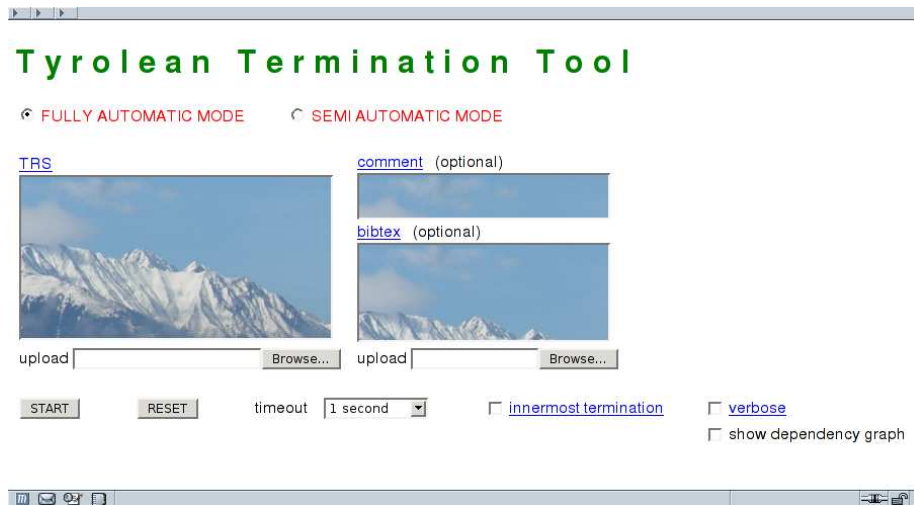 Tyrolean Termination Tool
FULLY AUTOMATIC MODE SEMI AUTOMATIC MODE
TRS comment (optional)
bibtex (optional)
upload Browse... upload Browse...
START RESET timeout 1 second innermost termination verbose
show dependency graph